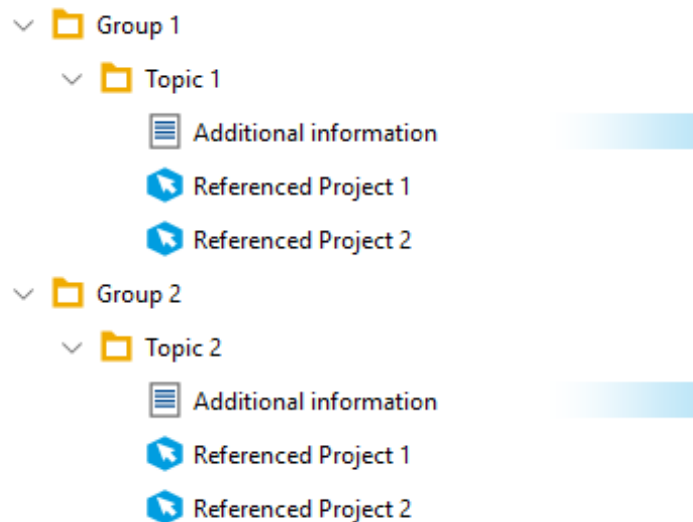 Group 1
Topic 1
Additional information
Referenced Project 1
Referenced Project 2
Group 2
Topic 2
Additional information
Referenced Project 1
Referenced Project 2